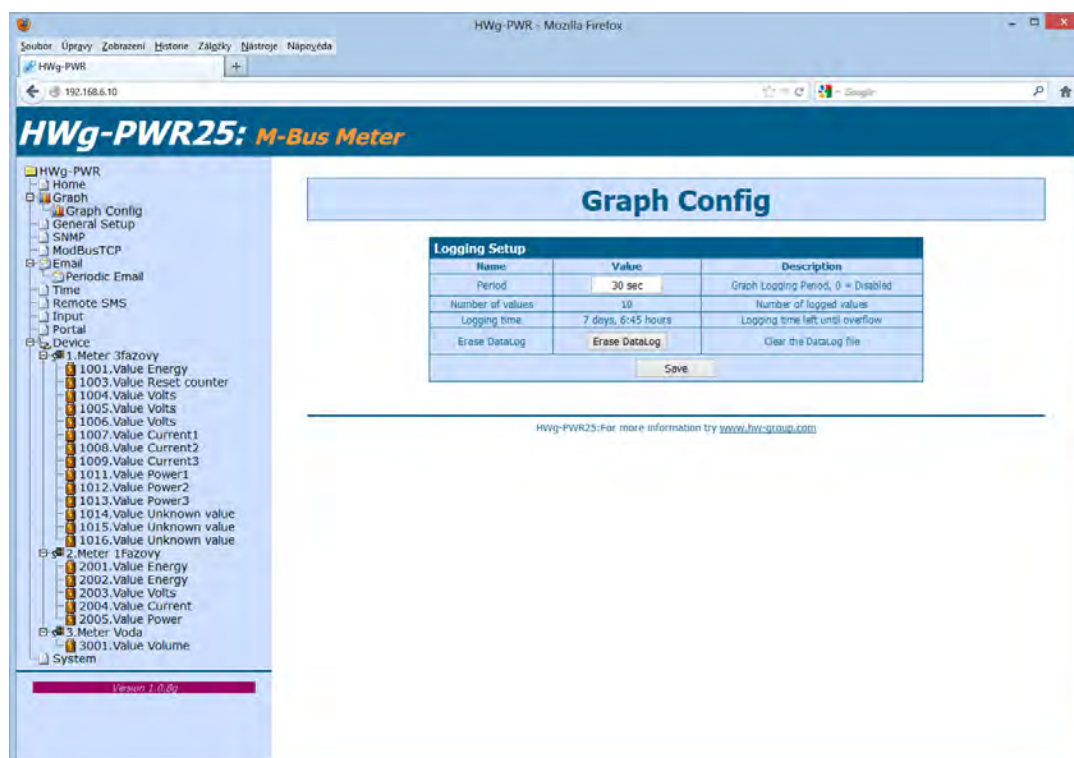 HWg-PWR - Mozilla Firefox
Soubor Úpravy Zobrazení Historie Záložky Nástroje Nápověda
HWg-PWR
192.168.6.10
Google
HWg-PWR25: M-Bus Meter
HWg-PWR
Home
Graph
Graph Config
General Setup
SNMP
ModBusTCP
Email
Periodic Email
Time
Remote SMS
Input
Portal
Device
1.Meter 3fazovy
1001.Value Energy
1003.Value Reset counter
1004.Value Volts
1005.Value Volts
1006.Value Volts
1007.Value Current1
1008.Value Current2
1009.Value Current3
1011.Value Power1
1012.Value Power2
1013.Value Power3
1014.Value Unknown value
1015.Value Unknown value
1016.Value Unknown value
2.Meter 1Fazovy
2001.Value Energy
2002.Value Energy
2003.Value Volts
2004.Value Current
2005.Value Power
3.Meter Voda
3001.Value Volume
System
Version 1.0.8g
Graph Config
Logging Setup
Name Value Description
Period 30 sec Graph Logging Period, 0 = Disabled
Number of values 10 Number of logged values
Logging time 7 days, 6:45 hours Logging time left until overflow
Erase DataLog Erase DataLog Clear the DataLog file
Save
HWg-PWR25:For more information try www.hw-group.com